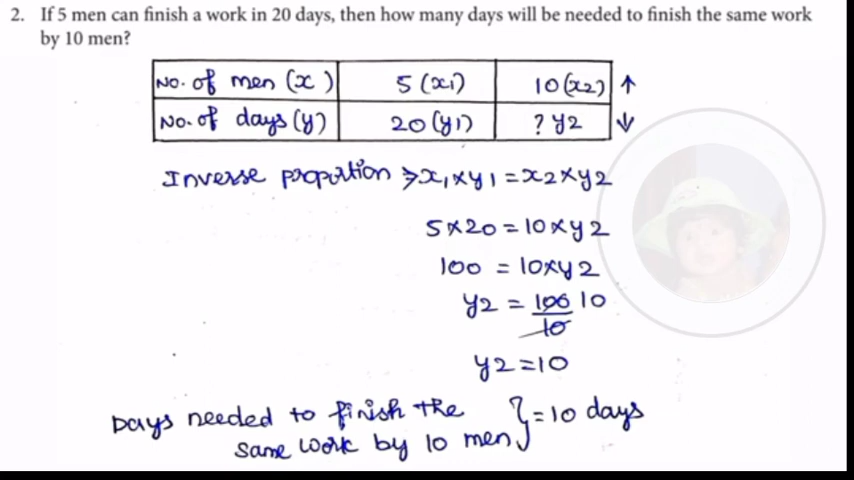 2. If 5 men can finish a work in 20 days, then how many days will be needed to finish the same work
by 10 men?
No. of men (x) 5 (x1) 10 (x2) ↑
No. of days (y) 20 (y1) ? y2 ↓
Inverse proportion ⇒ x1 x y1 = x2 x y2
5 x 20 = 10 x y2
100 = 10 x y2
y2 = 100 10
10
y2 = 10
Days needed to finish the
same work by 10 men } = 10 days